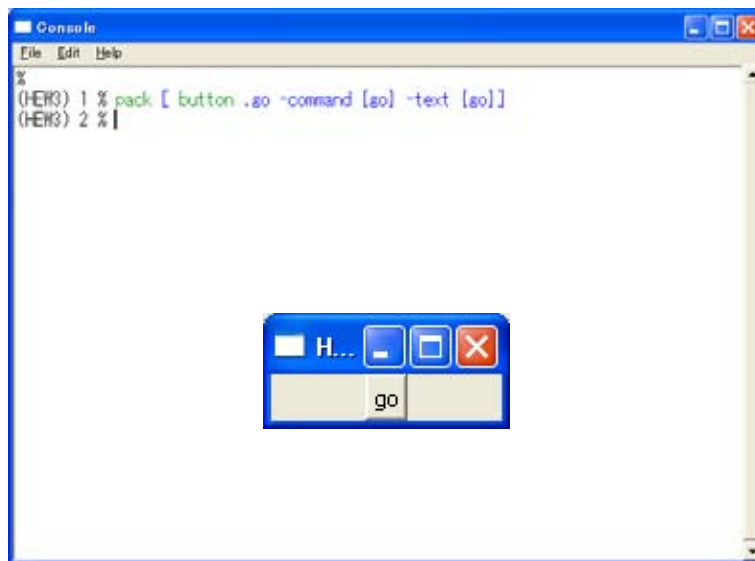 Console
File Edit Help
%
(HEW3) 1 % pack [ button .go -command {go} -text {go}]
(HEW3) 2 %
H...
go